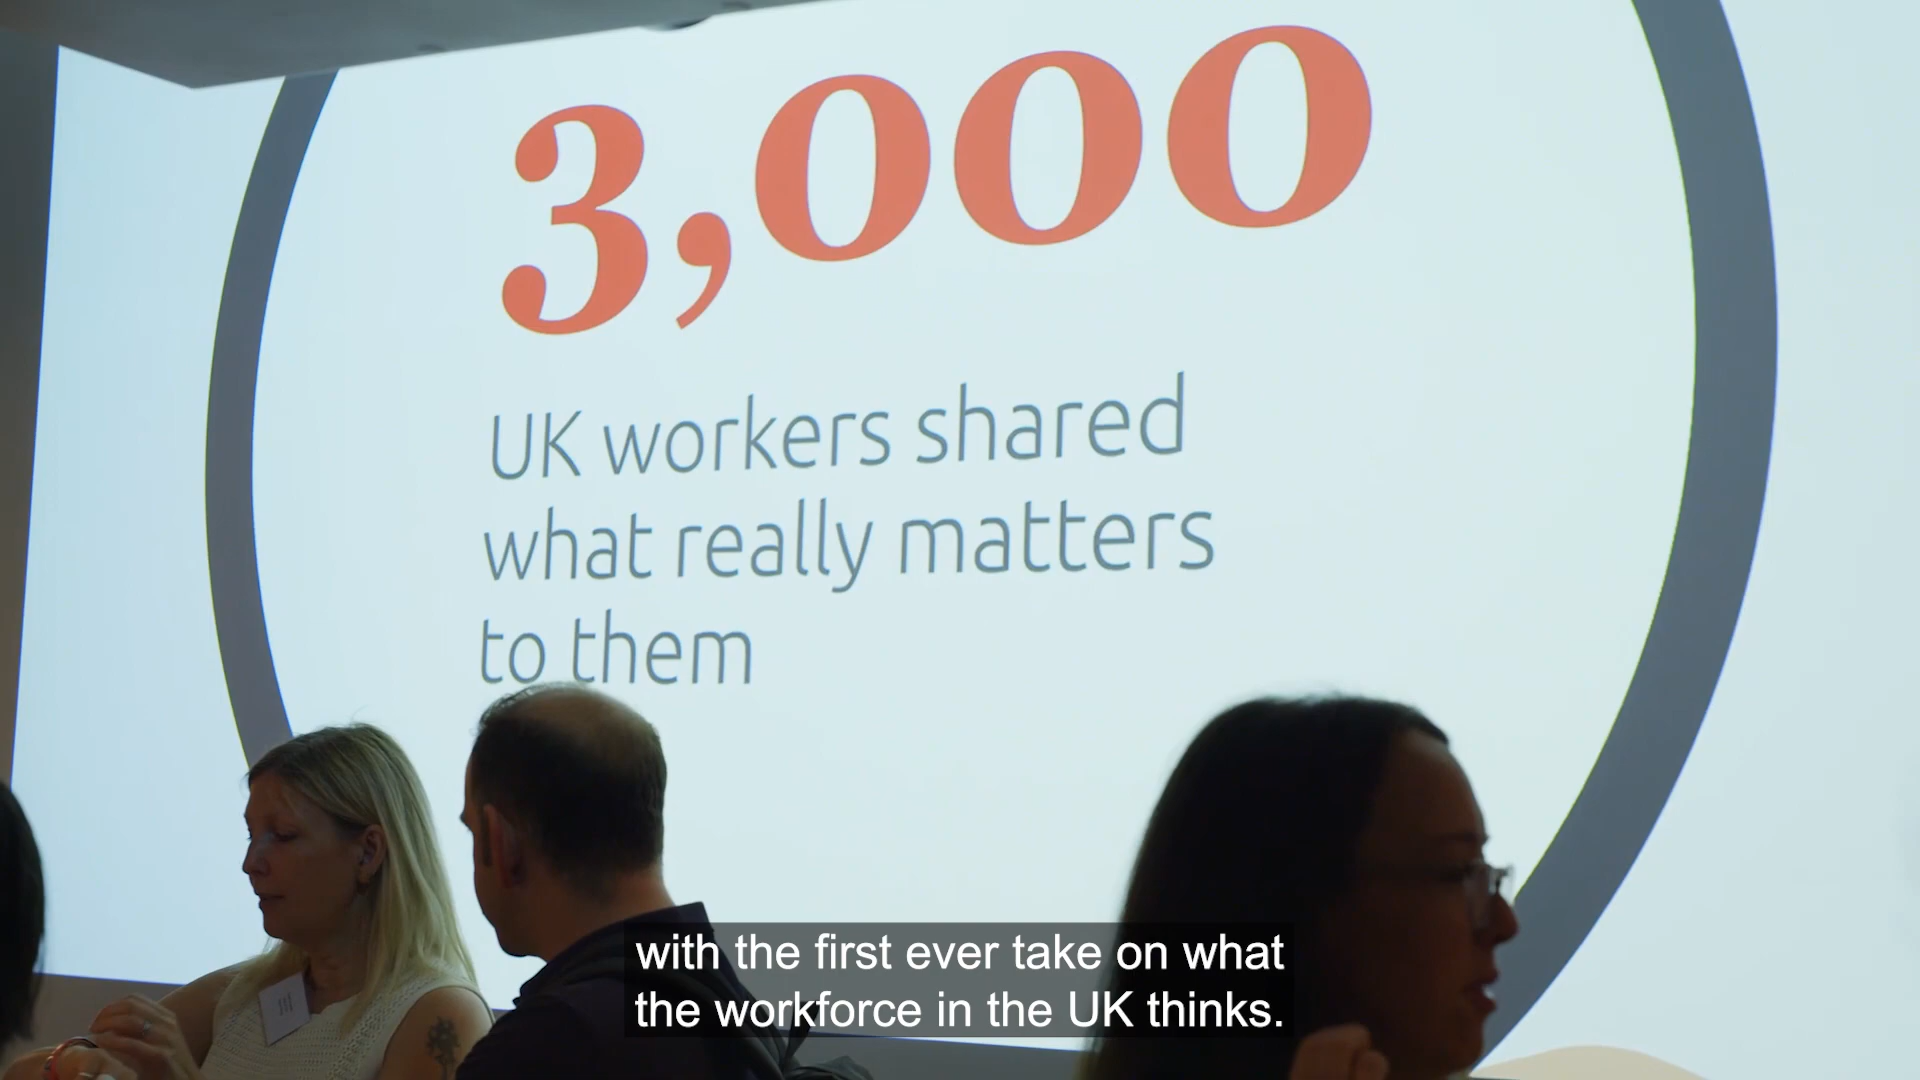 3,000
UK workers shared
what really matters
to them
with the first ever take on what
the workforce in the UK thinks.